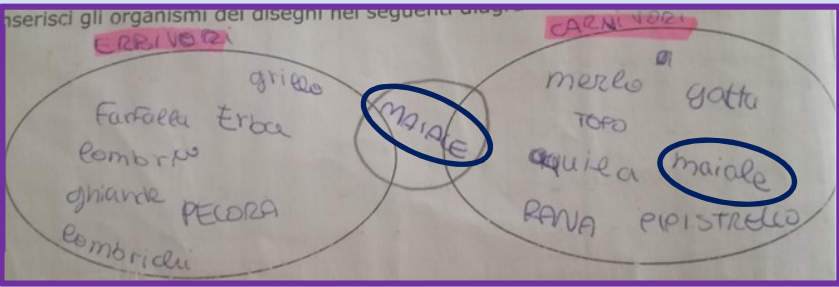 nserisci gli organismi dei disegni nei seguenti diagra
ERBIVORI
CARNIVORI
grillo
Farfalla Erba
lombrico
ghiande PECORA
lombrichi
MAIALE
merlo gatta
TOPO
aquila maiale
RANA PIPISTRELLO